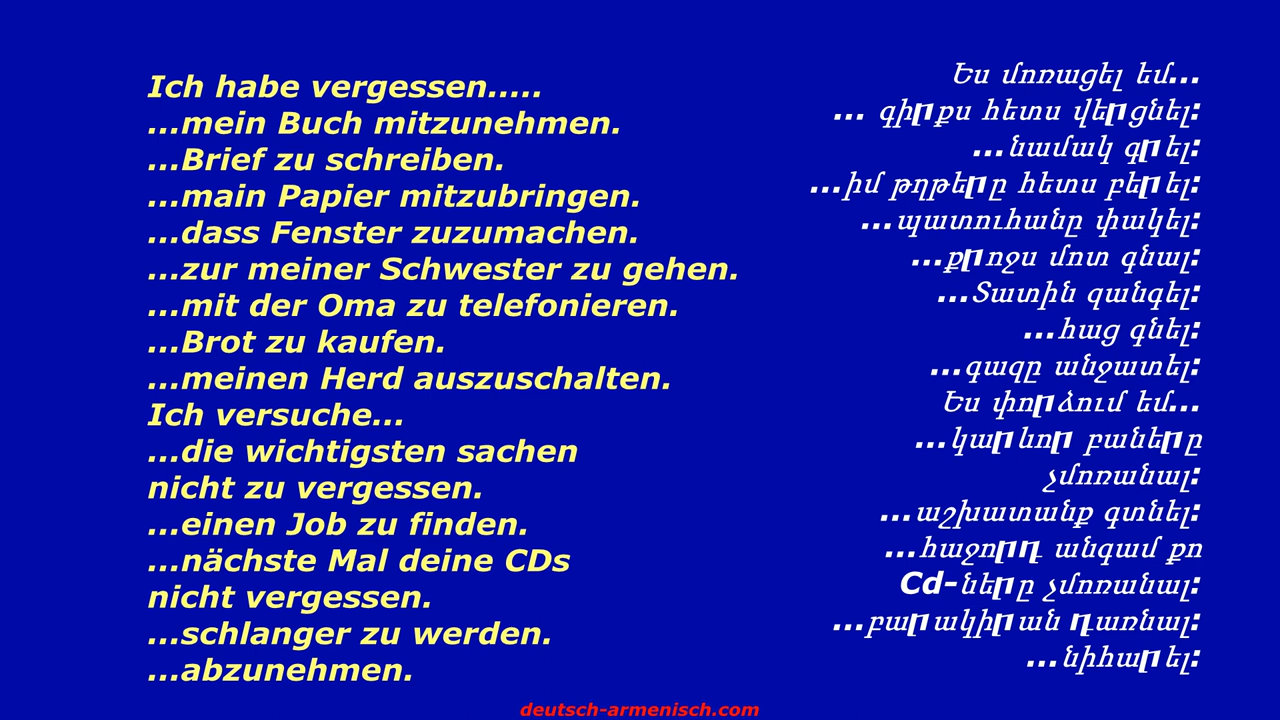 Ich habe vergessen.....
...mein Buch mitzunehmen.
...Brief zu schreiben.
...main Papier mitzubringen.
...dass Fenster zuzumachen.
...zur meiner Schwester zu gehen.
...mit der Oma zu telefonieren.
...Brot zu kaufen.
...meinen Herd auszuschalten.
Ich versuche...
...die wichtigsten sachen
nicht zu vergessen.
...einen Job zu finden.
...nächste Mal deine CDs
nicht vergessen.
...schlanger zu werden.
...abzunehmen.
Ես մոռացել եմ...
... գիրքս հետս վերցնել:
...նամակ գրել:
...իմ թղթերը հետս բերել:
...պատուհանը փակել:
...քրոջս մոտ գնալ:
...Տատին զանգել:
...հաց գնել:
...գազը անջատել:
Ես փորձում եմ...
...կարևոր բաները
չմոռանալ:
...աշխատանք գտնել:
...հաջորդ անգամ քո
Cd-ները չմոռանալ:
...բարակիրան դառնալ:
...նիհարել:
deutsch-armenisch.com